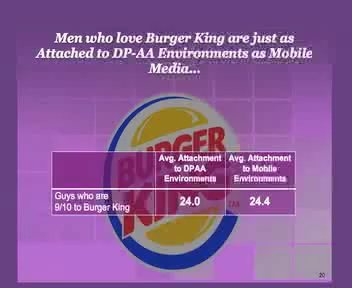 Men who love Burger King are just as
Attached to DP-AA Environments as Mobile
Media...
Avg. Attachment to DPAA Environments
Avg. Attachment to Mobile Environments
Guys who are
9/10 to Burger King
24.0
24.4
BURGER
KING
TM
20